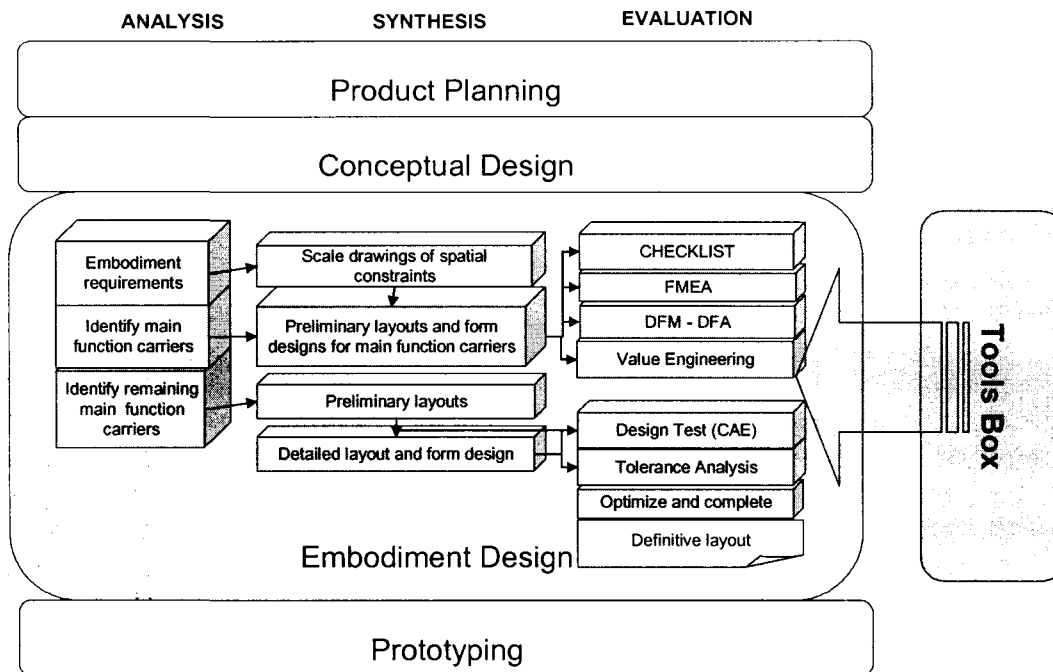 ANALYSIS SYNTHESIS EVALUATION
Product Planning
Conceptual Design
Embodiment
requirements
Identify main
function carriers
Identify remaining
main function
carriers
Scale drawings of spatial
constraints
Preliminary layouts and form
designs for main function carriers
Preliminary layouts
Detailed layout and form design
CHECKLIST
FMEA
DFM - DFA
Value Engineering
Design Test (CAE)
Tolerance Analysis
Optimize and complete
Definitive layout
Embodiment Design
Tools Box
Prototyping